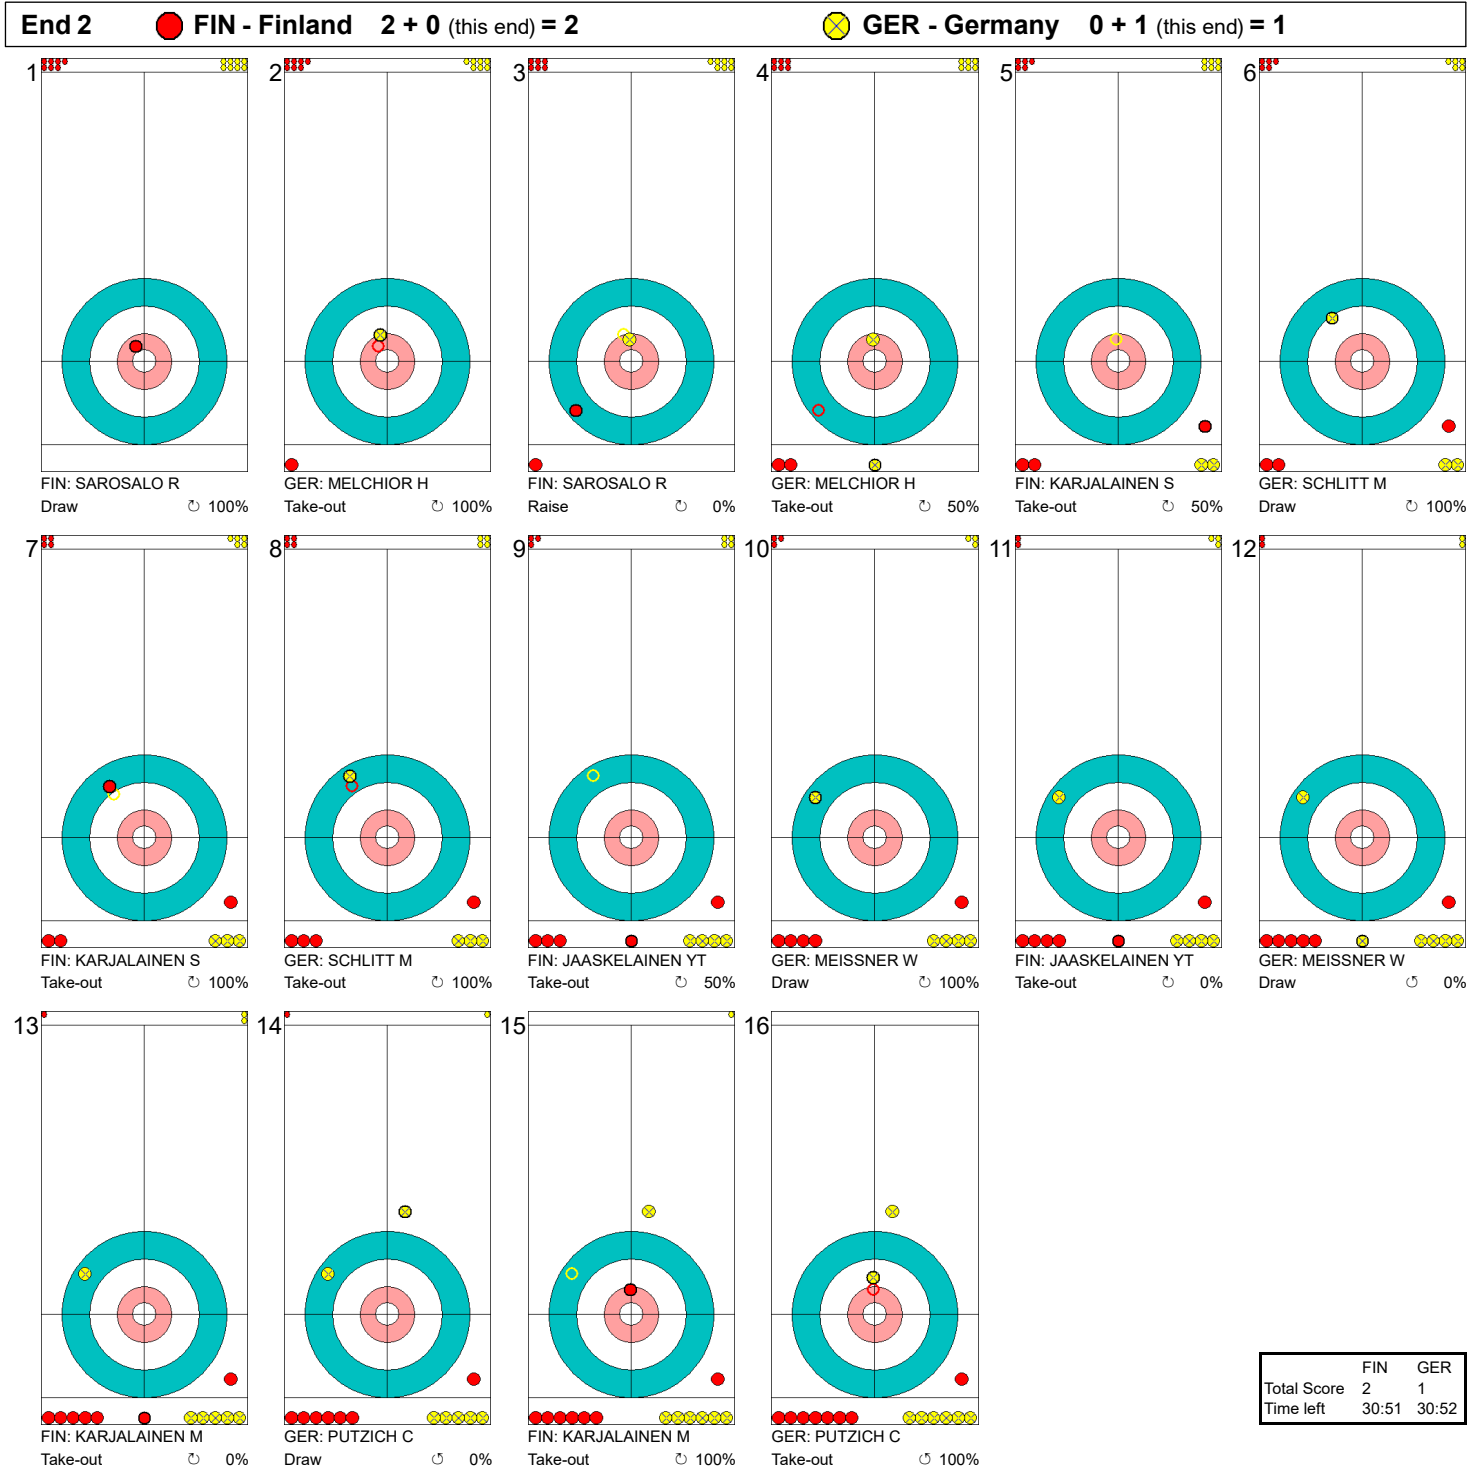 End 2 FIN - Finland 2 + 0 (this end) = 2 GER - Germany 0 + 1 (this end) = 1
1 2 3 4 5 6
FIN: SAROSALO R GER: MELCHIOR H FIN: SAROSALO R GER: MELCHIOR H FIN: KARJALAINEN S GER: SCHLITT M
Draw ↻ 100% Take-out ↻ 100% Raise ↻ 0% Take-out ↻ 50% Take-out ↻ 50% Draw ↻ 100%
7 8 9 10 11 12
FIN: KARJALAINEN S GER: SCHLITT M FIN: JAASKELAINEN YT GER: MEISSNER W FIN: JAASKELAINEN YT GER: MEISSNER W
Take-out ↻ 100% Take-out ↻ 100% Take-out ↻ 50% Draw ↻ 100% Take-out ↻ 0% Draw ↺ 0%
13 14 15 16
FIN: KARJALAINEN M GER: PUTZICH C FIN: KARJALAINEN M GER: PUTZICH C
Take-out ↻ 0% Draw ↺ 0% Take-out ↻ 100% Take-out ↻ 100%
FIN GER
Total Score 2 1
Time left 30:51 30:52